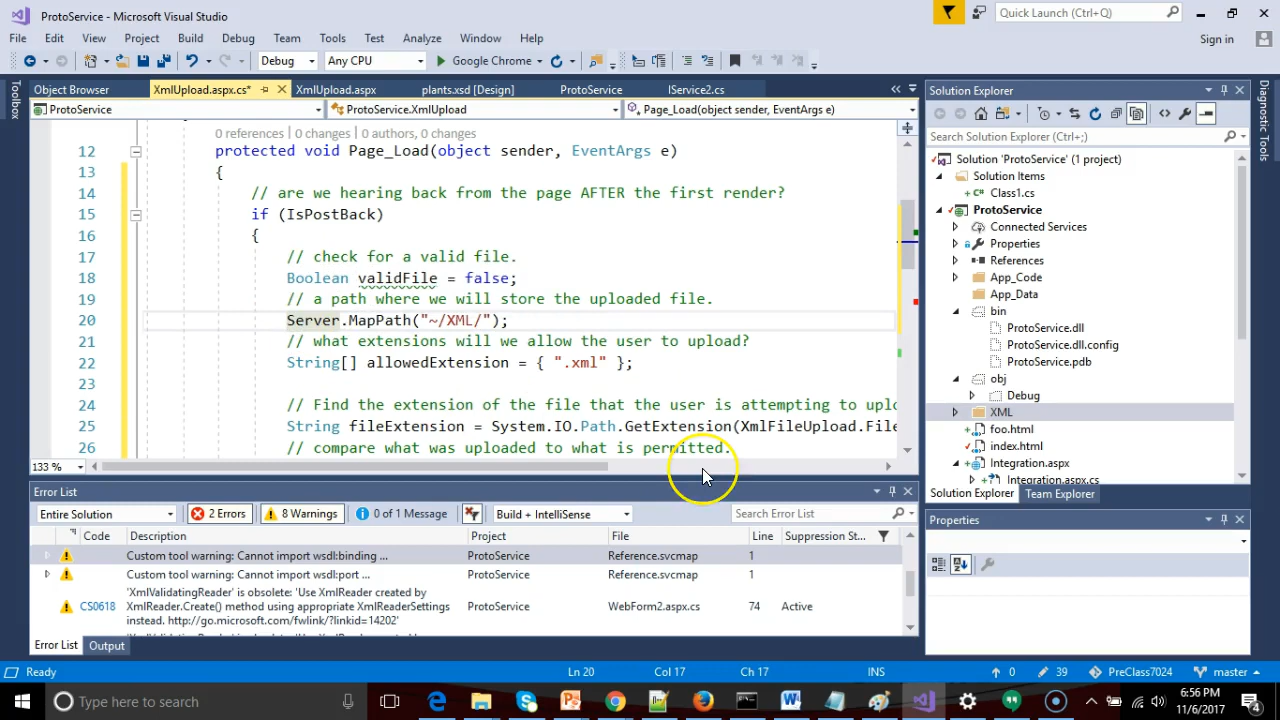 ProtoService - Microsoft Visual Studio
Quick Launch (Ctrl+Q)
File Edit View Project Build Debug Team Tools Test Analyze Window Help
Sign in
Debug Any CPU Google Chrome
Toolbox
Object Browser XmlUpload.aspx.cs* XmlUpload.aspx plants.xsd [Design] ProtoService IService2.cs
ProtoService ProtoService.XmlUpload Page_Load(object sender, EventArgs e)
0 references | 0 changes | 0 authors, 0 changes
12 protected void Page_Load(object sender, EventArgs e)
13 {
14 // are we hearing back from the page AFTER the first render?
15 if (IsPostBack)
16 {
17 // check for a valid file.
18 Boolean validFile = false;
19 // a path where we will store the uploaded file.
20 Server.MapPath("~/XML/");
21 // what extensions will we allow the user to upload?
22 String[] allowedExtension = { ".xml" };
23
24 // Find the extension of the file that the user is attempting to uplo
25 String fileExtension = System.IO.Path.GetExtension(XmlFileUpload.File
26 // compare what was uploaded to what is permitted.
133 %
Error List
Entire Solution 2 Errors 8 Warnings 0 of 1 Message Build + IntelliSense Search Error List
Code Description Project File Line Suppression St...
Custom tool warning: Cannot import wsdl:binding ... ProtoService Reference.svcmap 1
Custom tool warning: Cannot import wsdl:port ... ProtoService Reference.svcmap 1
'XmlValidatingReader' is obsolete: 'Use XmlReader created by
CS0618 XmlReader.Create() method using appropriate XmlReaderSettings ProtoService WebForm2.aspx.cs 74 Active
instead. http://go.microsoft.com/fwlink/?linkid=14202'
Error List Output
Solution Explorer
Search Solution Explorer (Ctrl+;)
Solution 'ProtoService' (1 project)
Solution Items
Class1.cs
ProtoService
Connected Services
Properties
References
App_Code
App_Data
bin
ProtoService.dll
ProtoService.dll.config
ProtoService.pdb
obj
Debug
XML
foo.html
index.html
Integration.aspx
Integration.aspx.cs
Solution Explorer Team Explorer
Properties
Diagnostic Tools
Ready Ln 20 Col 17 Ch 17 INS 0 39 PreClass7024 master
Type here to search
6:56 PM
11/6/2017
4